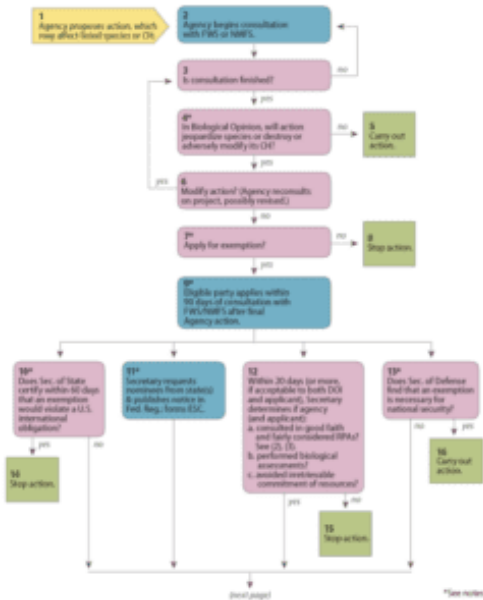 1
Agency proposes action, which
may affect listed species or CH.
2
Agency begins consultation
with FWS or NMFS.
3
Is consultation finished?
no
yes
4*
In Biological Opinion, will action
jeopardize species or destroy or
adversely modify its CH?
no
5
Carry out
action.
yes
yes
6
Modify action? (Agency reconsults
on project, possibly revised.)
no
7*
Apply for exemption?
no
8
Stop action.
yes
9*
Eligible party applies within
90 days of consultation with
FWS/NMFS after final
Agency action.
10*
Does Sec. of State
certify within 60 days
that an exemption
would violate a U.S.
international
obligation?
11*
Secretary requests
nominees from state(s)
& publishes notice in
Fed. Reg.; forms ESC.
12
Within 20 days (or more,
if acceptable to both DOI
and applicant), Secretary
determines if agency
(and applicant):
a. consulted in good faith
and fairly considered RPAs?
See (2), (3).
b. performed biological
assessments?
c. avoided irretrievable
commitment of resources?
13*
Does Sec. of Defense
find that an exemption is
necessary for
national security?
yes
no
14
Stop action.
yes
no
15
Stop action.
no
yes
16
Carry out
action.
(next page)
*See notes